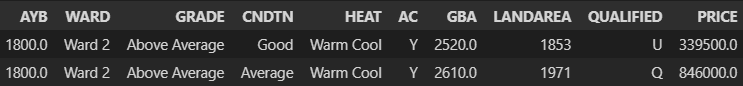 AYB WARD GRADE CNDTN HEAT AC GBA LANDAREA QUALIFIED PRICE
1800.0 Ward 2 Above Average Good Warm Cool Y 2520.0 1853 U 339500.0
1800.0 Ward 2 Above Average Average Warm Cool Y 2610.0 1971 Q 846000.0